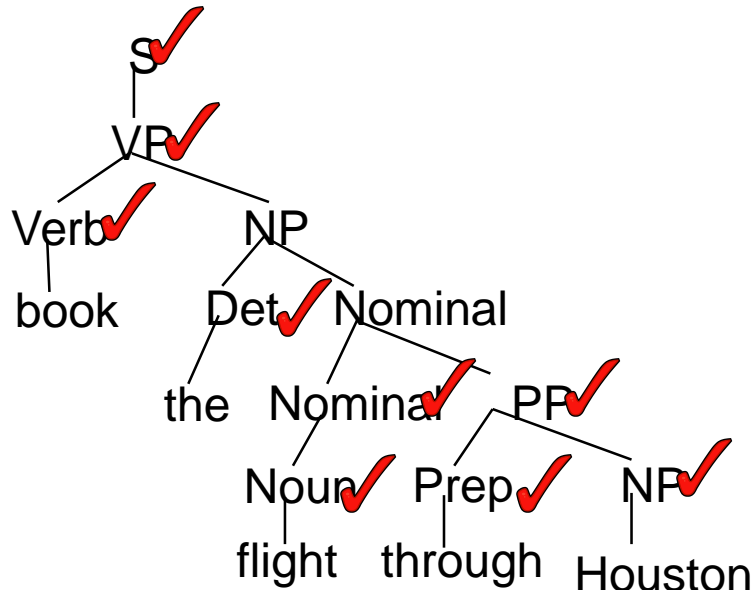 S
VP
Verb NP
book Det Nominal
the Nominal PP
Noun Prep NP
flight through Houston